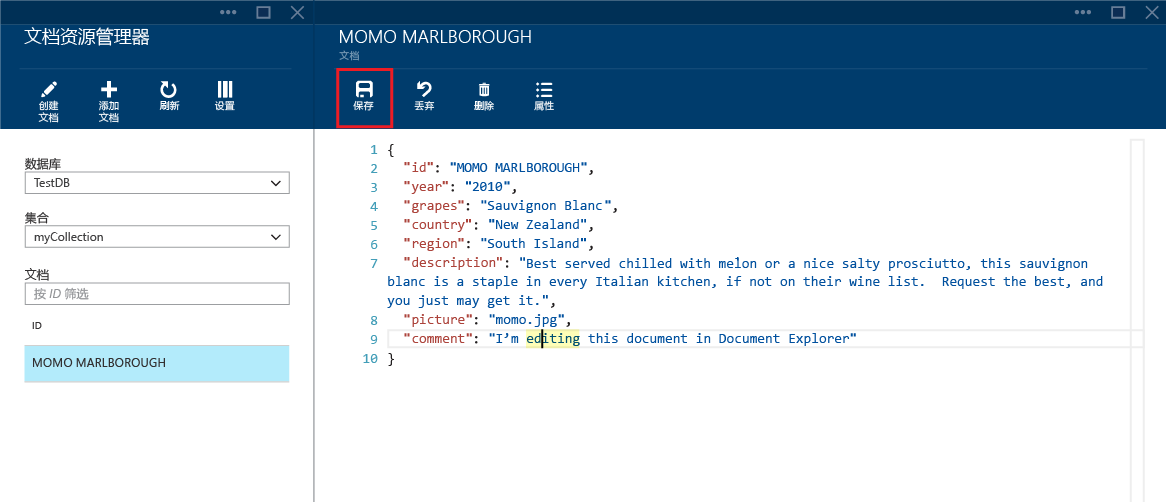 文档资源管理器
创建
文档
添加
文档
刷新
设置
数据库
TestDB
集合
myCollection
文档
按 ID 筛选
ID
MOMO MARLBOROUGH
MOMO MARLBOROUGH
文档
保存
丢弃
删除
属性
1 {
2 "id": "MOMO MARLBOROUGH",
3 "year": "2010",
4 "grapes": "Sauvignon Blanc",
5 "country": "New Zealand",
6 "region": "South Island",
7 "description": "Best served chilled with melon or a nice salty prosciutto, this sauvignon
blanc is a staple in every Italian kitchen, if not on their wine list.  Request the best, and
you just may get it.",
8 "picture": "momo.jpg",
9 "comment": "I’m editing this document in Document Explorer"
10 }